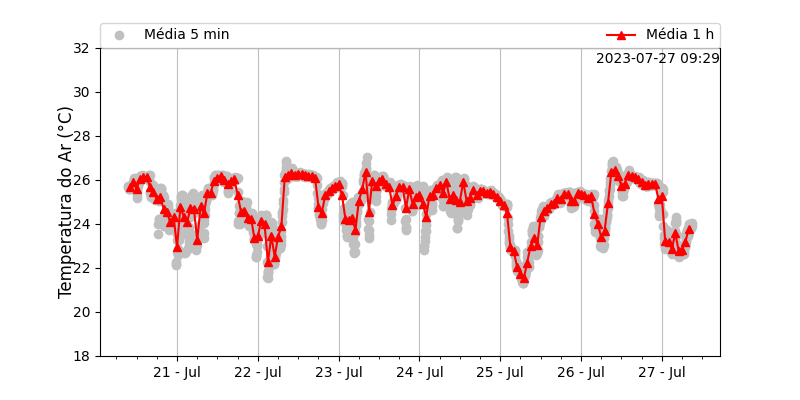 Média 5 min
Média 1 h
2023-07-27 09:29
Temperatura do Ar (°C)
32
30
28
26
24
22
20
18
21 - Jul
22 - Jul
23 - Jul
24 - Jul
25 - Jul
26 - Jul
27 - Jul